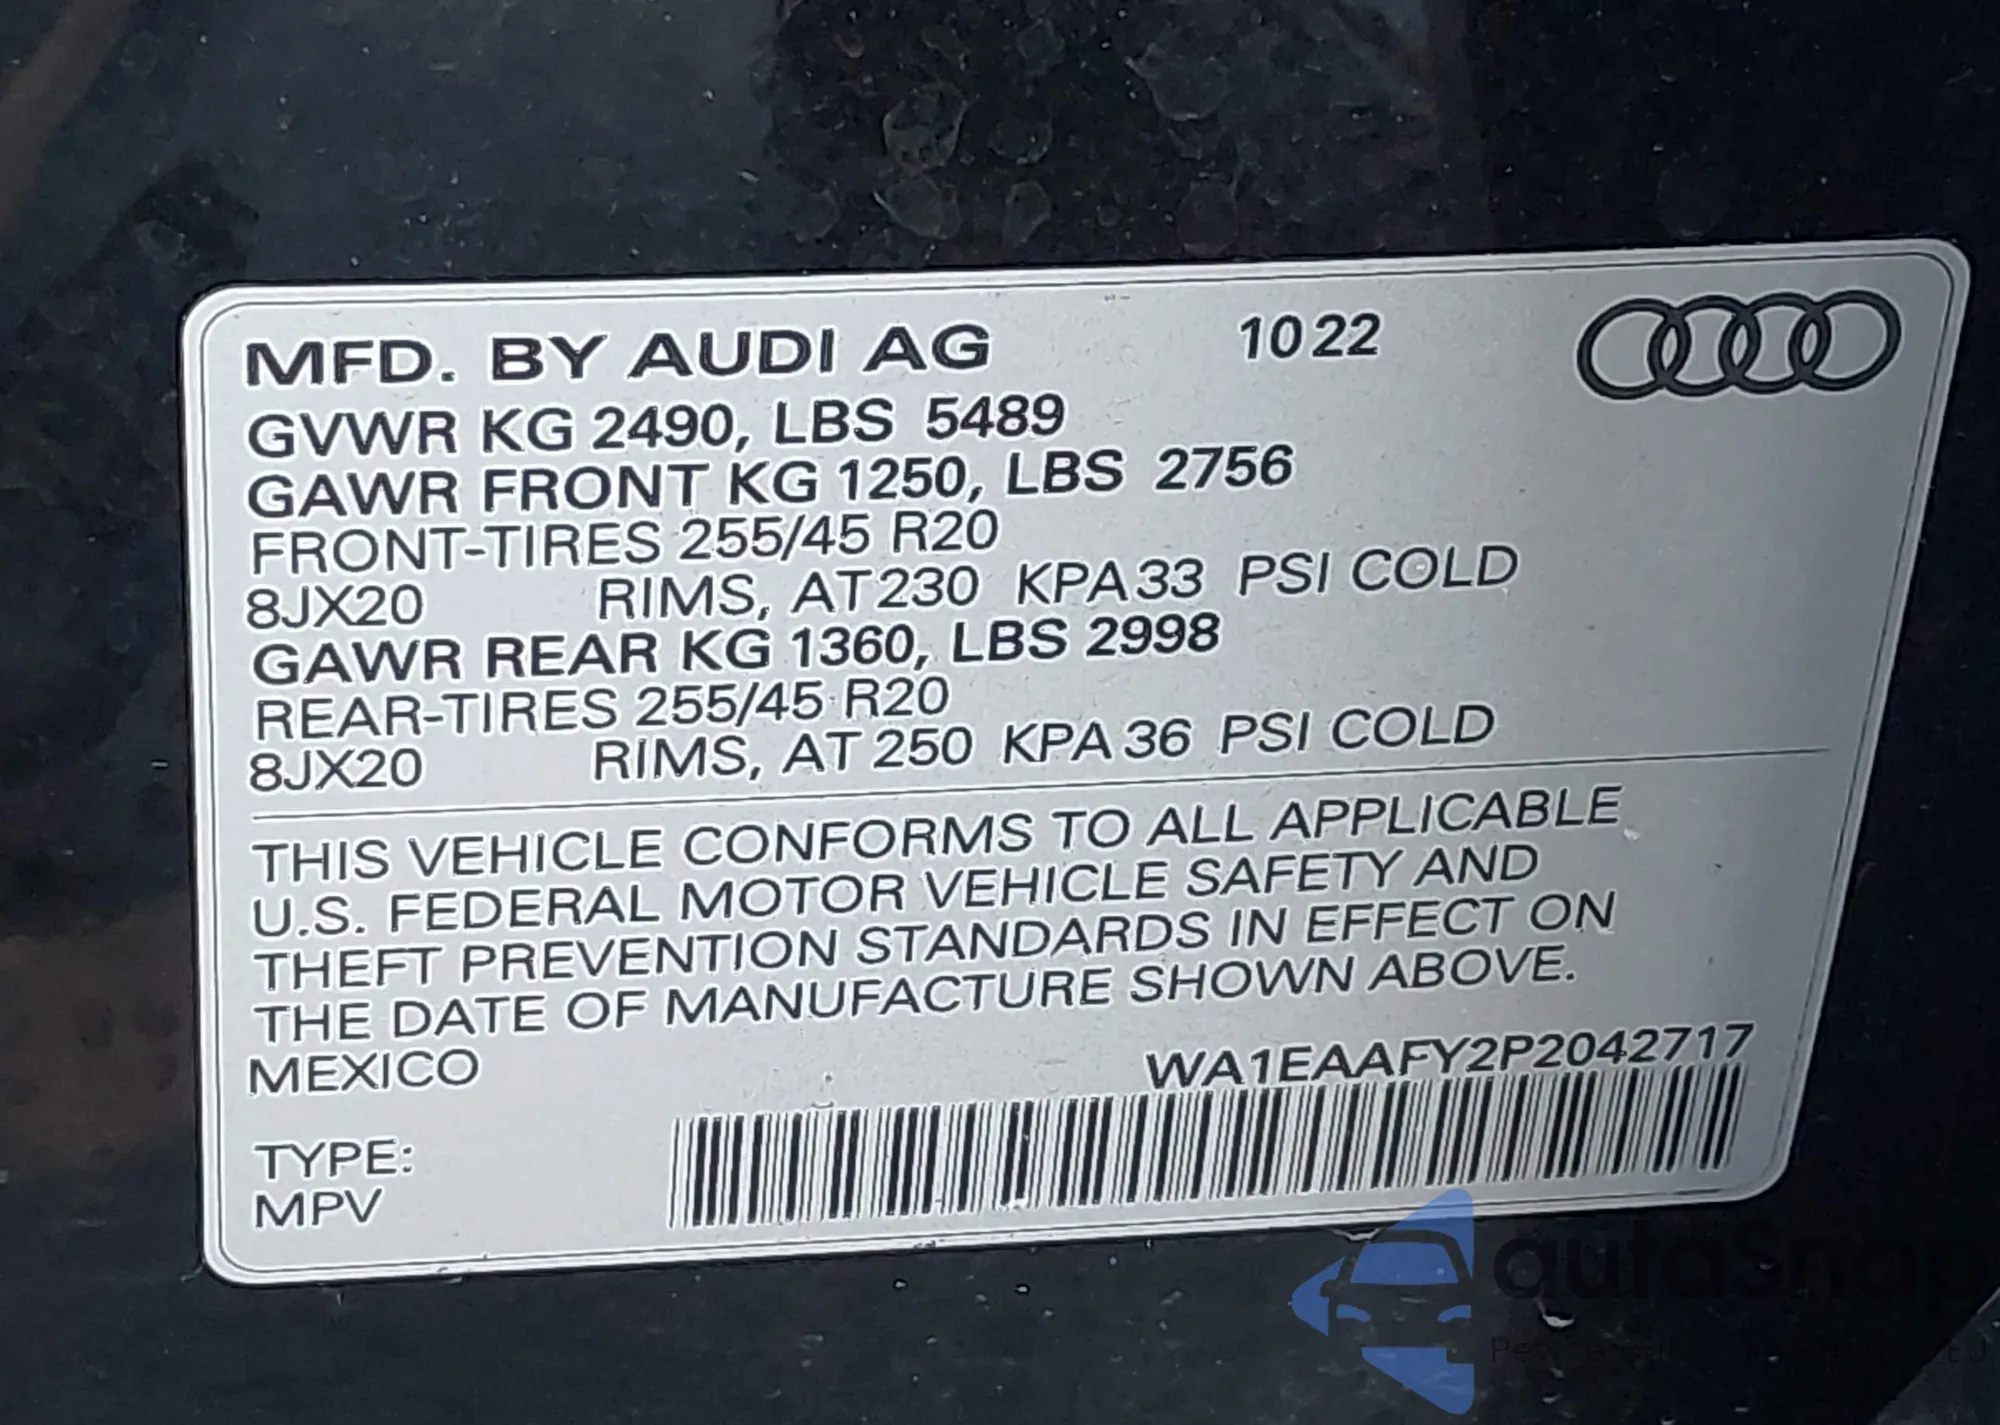 MFD. BY AUDI AG 10 22
GVWR KG 2490, LBS 5489
GAWR FRONT KG 1250, LBS 2756
FRONT-TIRES 255/45 R20
8JX20 RIMS, AT 230 KPA 33 PSI COLD
GAWR REAR KG 1360, LBS 2998
REAR-TIRES 255/45 R20
8JX20 RIMS, AT 250 KPA 36 PSI COLD
THIS VEHICLE CONFORMS TO ALL APPLICABLE
U.S. FEDERAL MOTOR VEHICLE SAFETY AND
THEFT PREVENTION STANDARDS IN EFFECT ON
THE DATE OF MANUFACTURE SHOWN ABOVE.
MEXICO
WA1EAAFY2P2042717
TYPE:
MPV
autaSnap